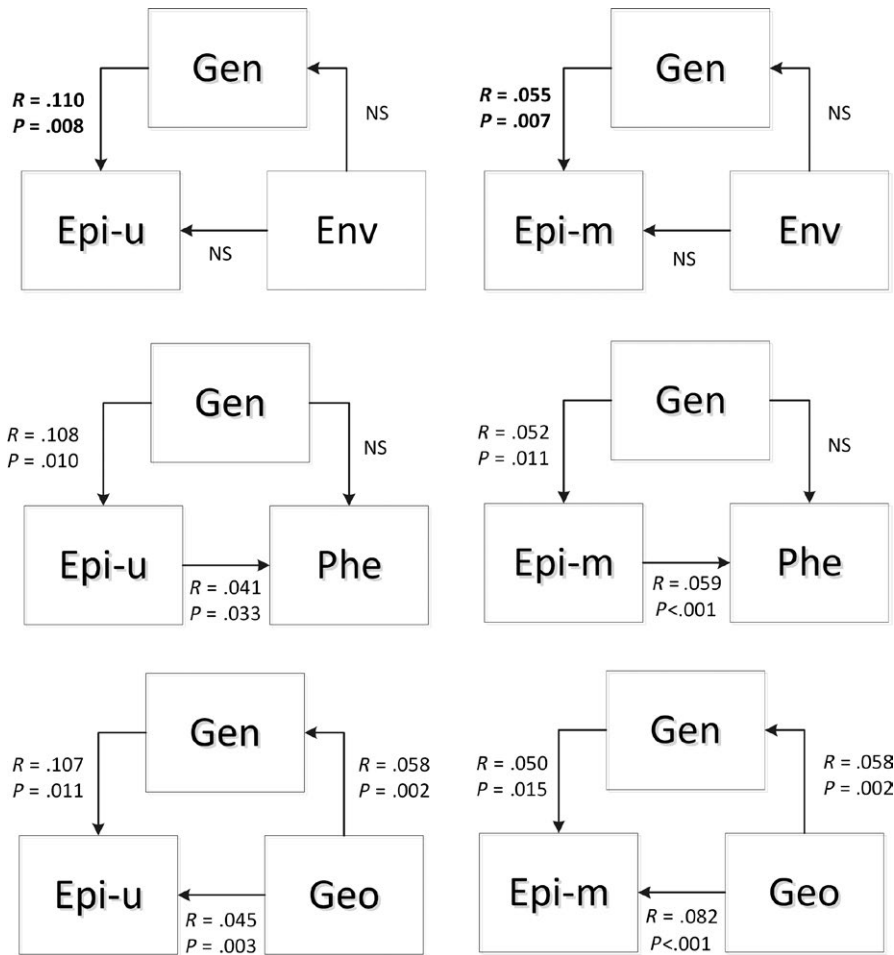 Gen
R = .110
P = .008
NS
Epi-u
Env
NS
Gen
R = .055
P = .007
NS
Epi-m
Env
NS
Gen
R = .108
P = .010
NS
Epi-u
Phe
R = .041
P = .033
Gen
R = .052
P = .011
NS
Epi-m
Phe
R = .059
P<.001
Gen
R = .107
P = .011
R = .058
P = .002
Epi-u
Geo
R = .045
P = .003
Gen
R = .050
P = .015
R = .058
P = .002
Epi-m
Geo
R = .082
P<.001